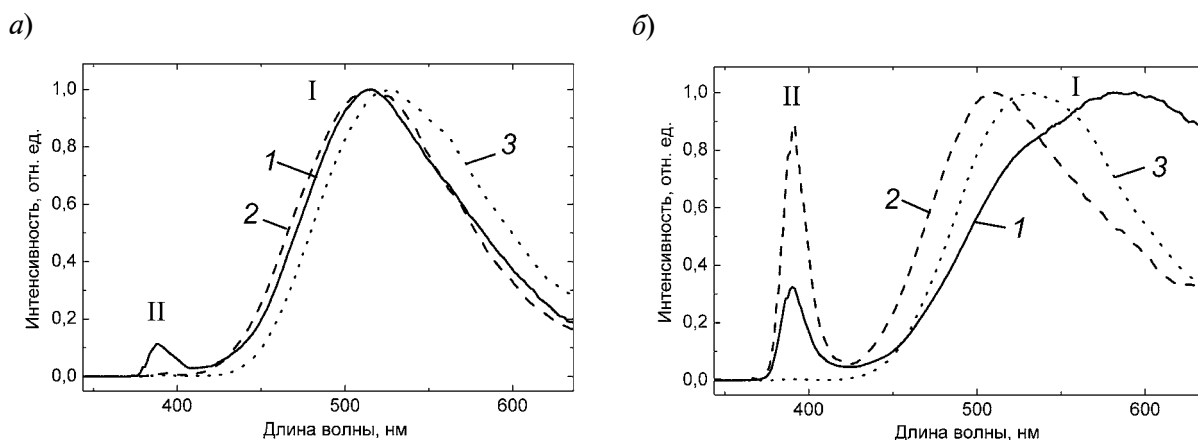 а)
б)
Интенсивность, отн. ед.
1,0
0,8
0,6
0,4
0,2
0,0
I
II
1
2
3
400
500
600
Длина волны, нм
Интенсивность, отн. ед.
1,0
0,8
0,6
0,4
0,2
0,0
II
I
2
1
3
400
500
600
Длина волны, нм